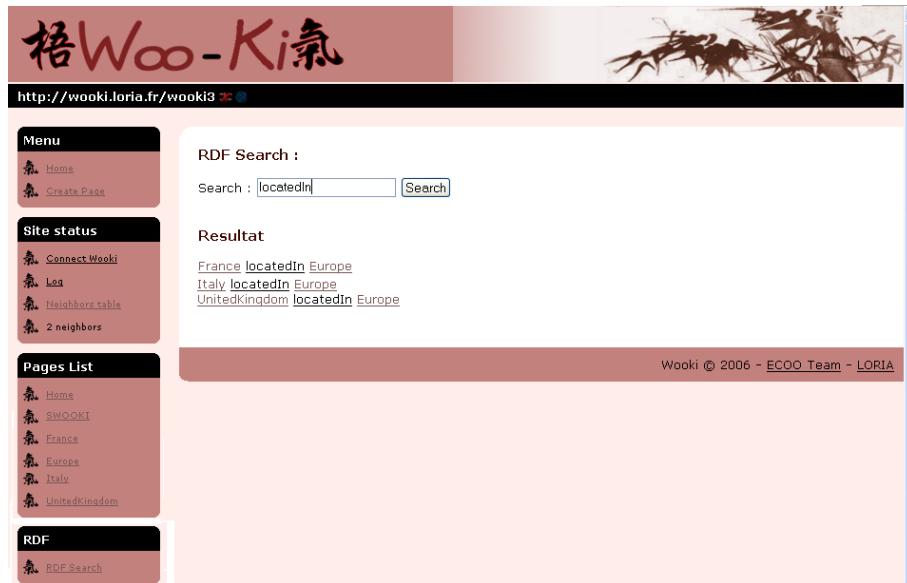 梧Woo-Ki氣
http://wooki.loria.fr/wooki3
Menu
Home
Create Page
Site status
Connect Wooki
Log
Neighbors table
2 neighbors
Pages List
Home
SWOOKI
France
Europe
Italy
UnitedKingdom
RDF
RDF Search
RDF Search :
Search : locatedIn Search
Resultat
France locatedIn Europe
Italy locatedIn Europe
UnitedKingdom locatedIn Europe
Wooki © 2006 - ECOO Team - LORIA